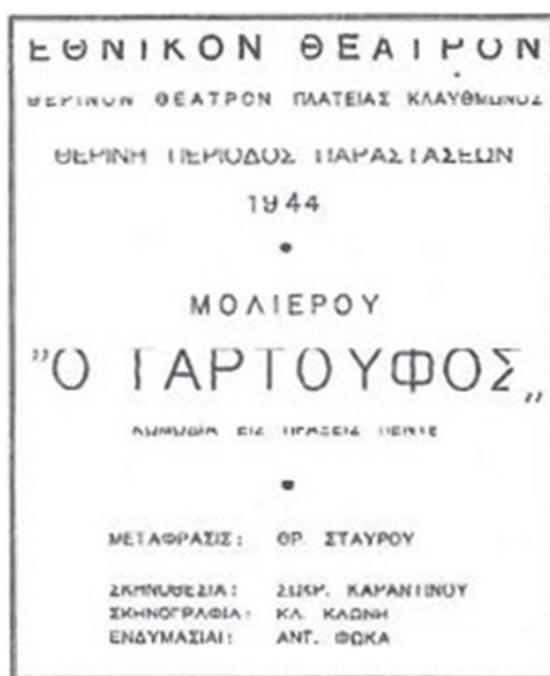 ΕΘΝΙΚΟΝ ΘΕΑΤΡΟΝ
ΘΕΡΙΝΟΝ ΘΕΑΤΡΟΝ ΠΛΑΤΕΙΑΣ ΚΛΑΥΘΜΩΝΟΣ
ΘΕΡΙΝΗ ΠΕΡΙΟΔΟΣ ΠΑΡΑΣΤΑΣΕΩΝ
1944
ΜΟΛΙΕΡΟΥ
"Ο ΤΑΡΤΟΥΦΟΣ„
ΚΩΜΩΔΙΑ ΕΙΣ ΠΡΑΞΕΙΣ ΠΕΝΤΕ
ΜΕΤΑΦΡΑΣΙΣ: ΘΡ. ΣΤΑΥΡΟΥ
ΣΚΗΝΟΘΕΣΙΑ: ΣΩΚΡ. ΚΑΡΑΝΤΙΝΟΥ
ΣΚΗΝΟΓΡΑΦΙΑ: ΚΛ. ΚΛΩΝΗ
ΕΝΔΥΜΑΣΙΑΙ: ΑΝΤ. ΦΩΚΑ